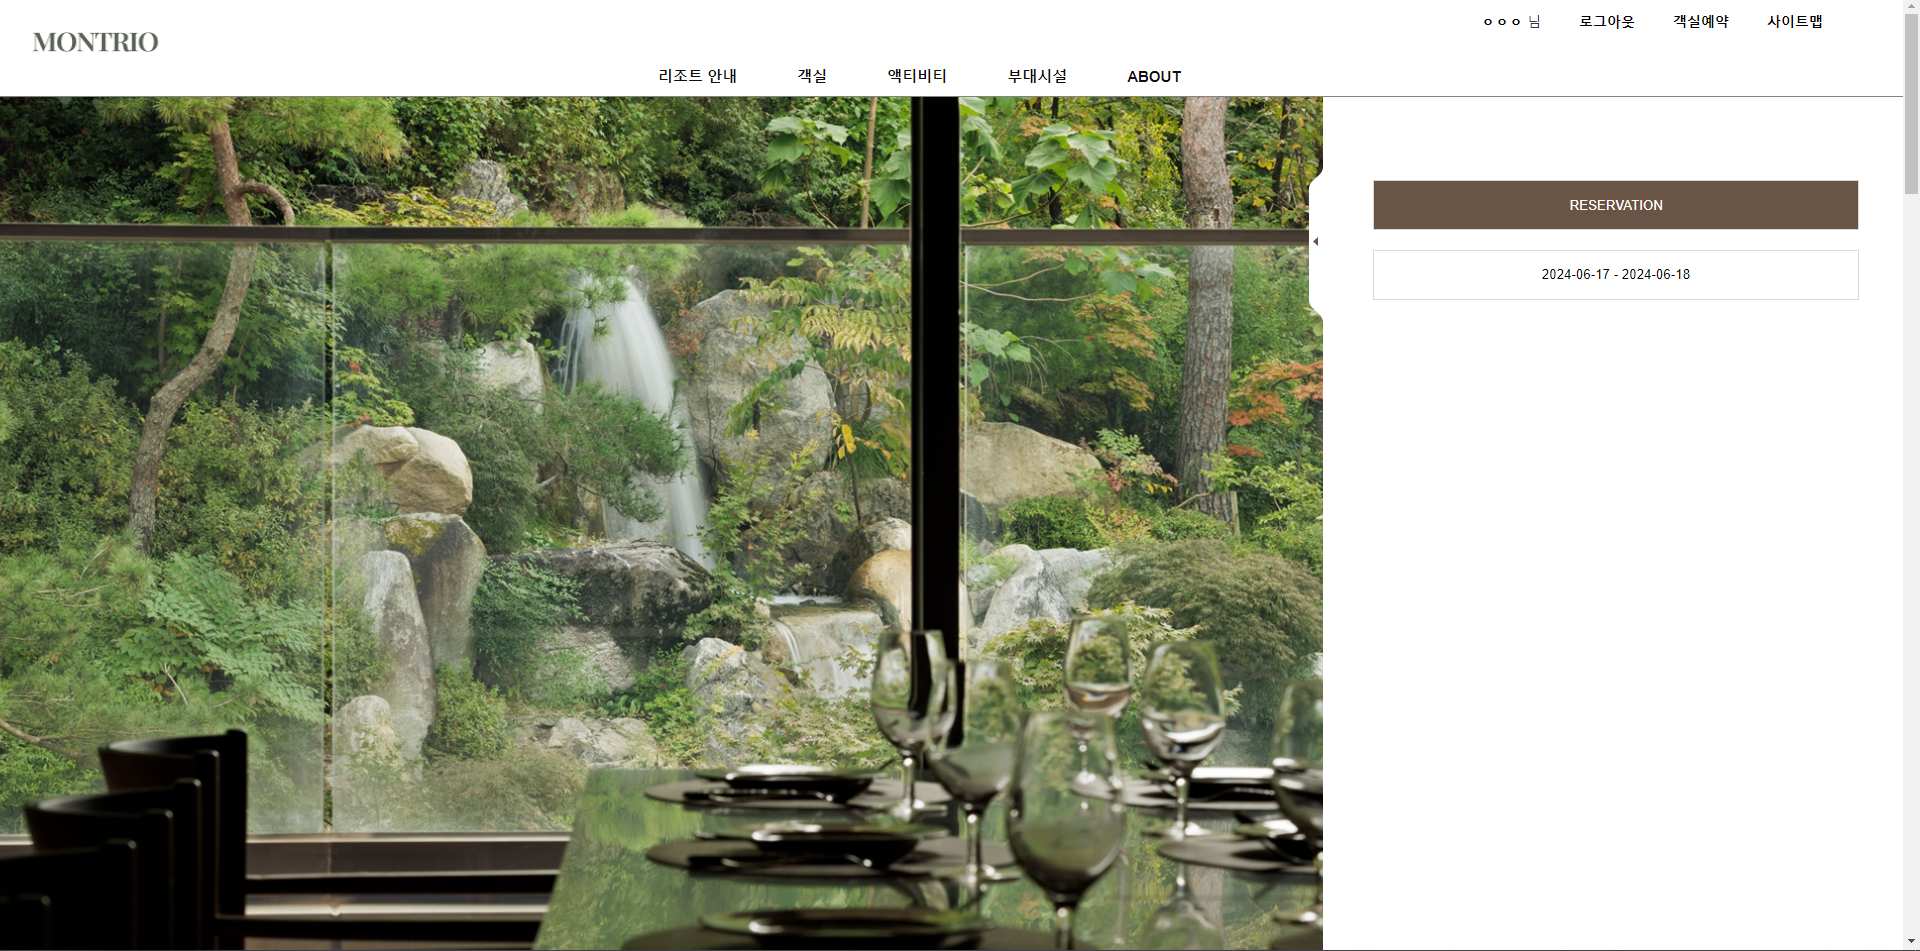 ㅇㅇㅇ 님 로그아웃 객실예약 사이트맵
MONTRIO
리조트 안내 객실 액티비티 부대시설 ABOUT
RESERVATION
2024-06-17 - 2024-06-18